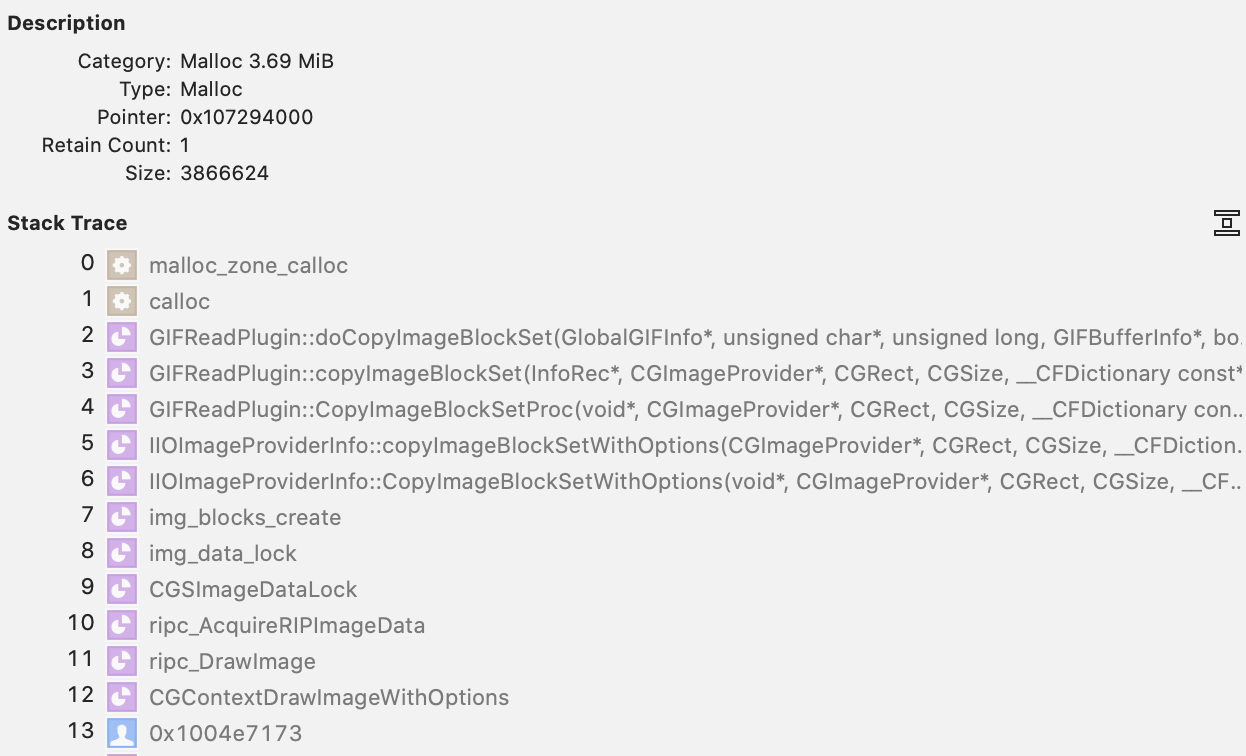 Description
Category: Malloc 3.69 MiB
Type: Malloc
Pointer: 0x107294000
Retain Count: 1
Size: 3866624
Stack Trace
0 malloc_zone_calloc
1 calloc
2 GIFReadPlugin::doCopyImageBlockSet(GlobalGIFInfo*, unsigned char*, unsigned long, GIFBufferInfo*, bo.
3 GIFReadPlugin::copyImageBlockSet(InfoRec*, CGImageProvider*, CGRect, CGSize, __CFDictionary const*
4 GIFReadPlugin::CopyImageBlockSetProc(void*, CGImageProvider*, CGRect, CGSize, __CFDictionary con..
5 IIOImageProviderInfo::copyImageBlockSetWithOptions(CGImageProvider*, CGRect, CGSize, __CFDiction.
6 IIOImageProviderInfo::CopyImageBlockSetWithOptions(void*, CGImageProvider*, CGRect, CGSize, __CF..
7 img_blocks_create
8 img_data_lock
9 CGSImageDataLock
10 ripc_AcquireRIPImageData
11 ripc_DrawImage
12 CGContextDrawImageWithOptions
13 0x1004e7173